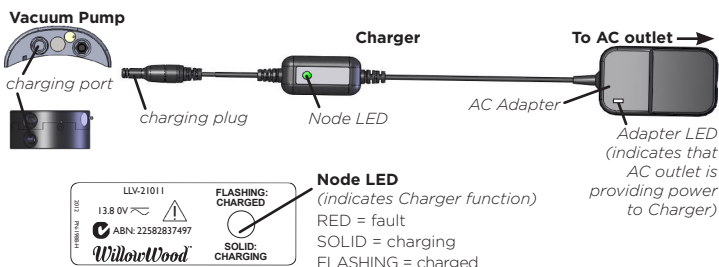 Vacuum Pump
Charger
To AC outlet
charging port
charging plug
Node LED
AC Adapter
Adapter LED
(indicates that
AC outlet is
providing power
to Charger)
LLV-21011
13.8 0V
ABN: 22582837497
WillowWood
2012
FLASHING:
CHARGED
SOLID:
CHARGING
Node LED
(indicates Charger function)
RED = fault
SOLID = charging
FLASHING = charged